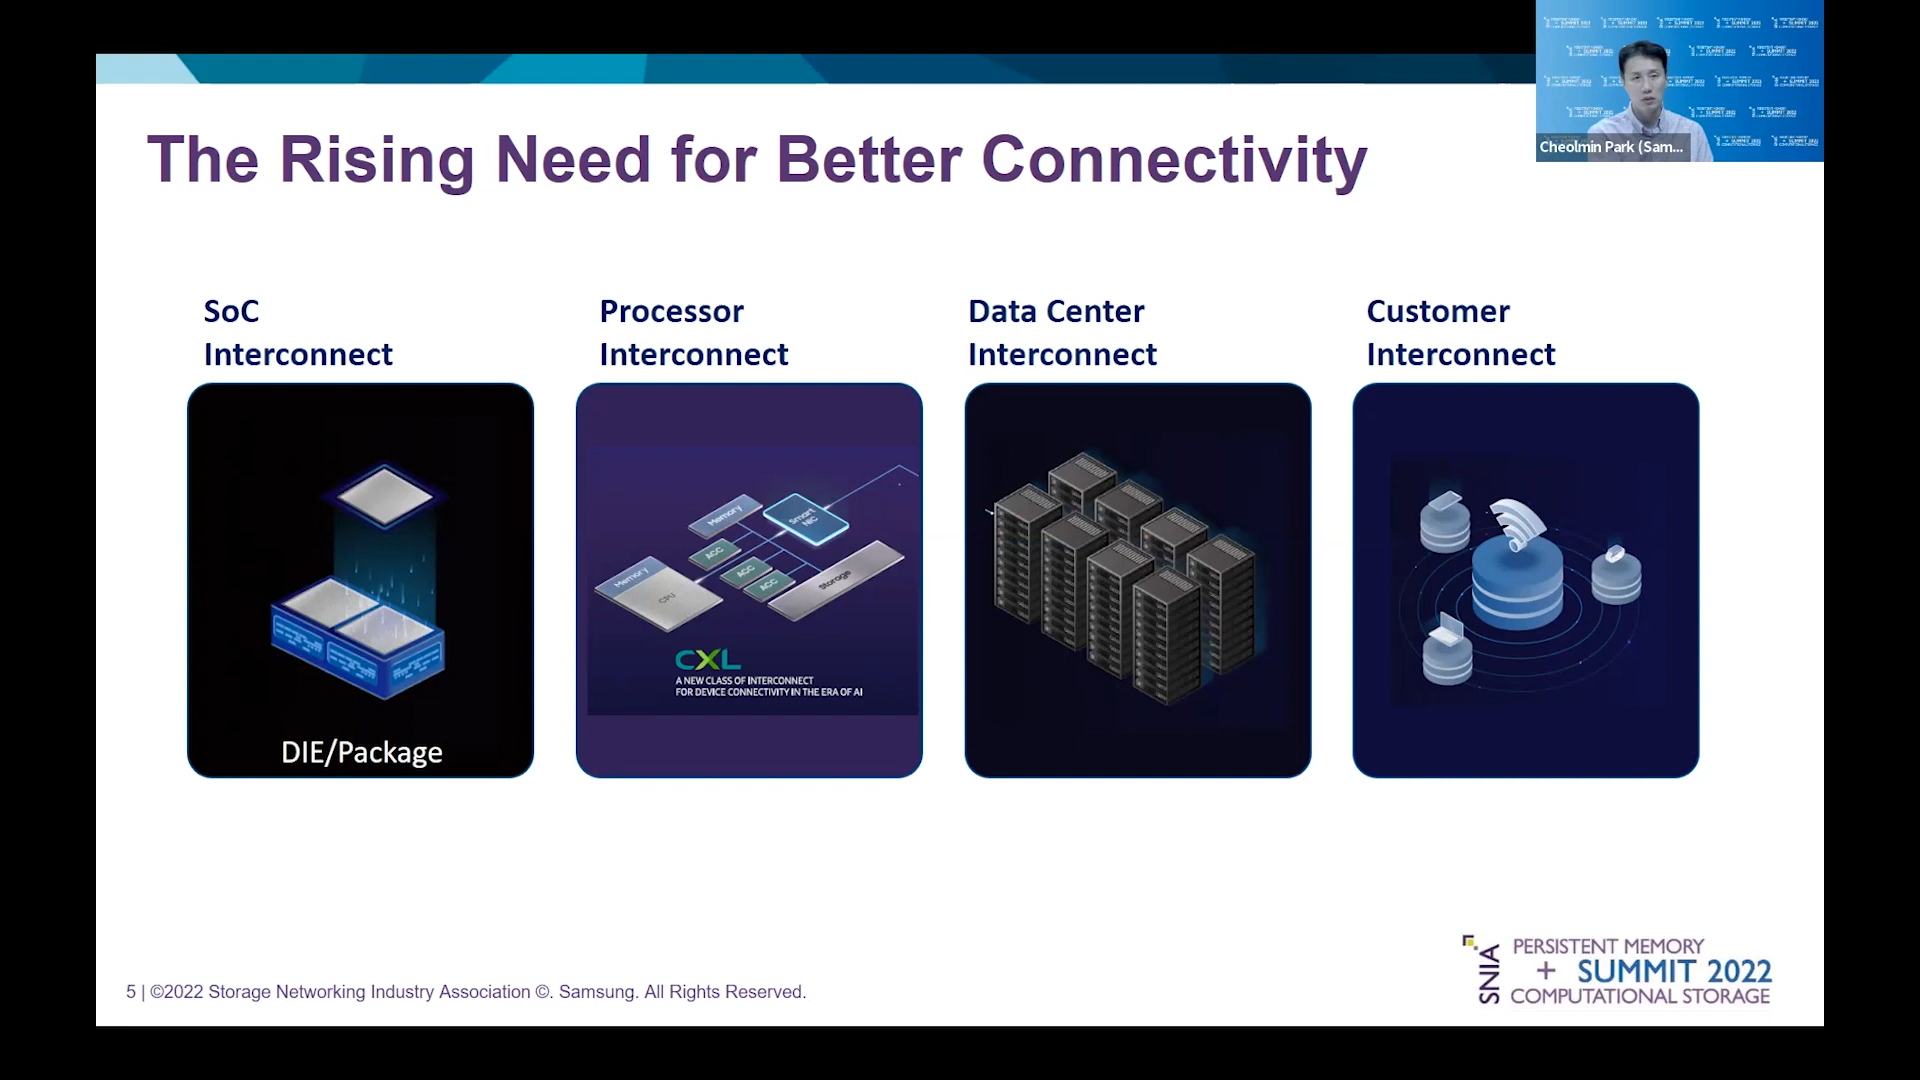 Cheolmin Park (Sam...
The Rising Need for Better Connectivity
SoC
Interconnect
Processor
Interconnect
Data Center
Interconnect
Customer
Interconnect
DIE/Package
Memory
Smart
NIC
ACC
ACC
ACC
Memory
CPU
Storage
CXL
A NEW CLASS OF INTERCONNECT
FOR DEVICE CONNECTIVITY IN THE ERA OF AI
5 | ©2022 Storage Networking Industry Association ©. Samsung. All Rights Reserved.
SNIA
PERSISTENT MEMORY
+ SUMMIT 2022
COMPUTATIONAL STORAGE